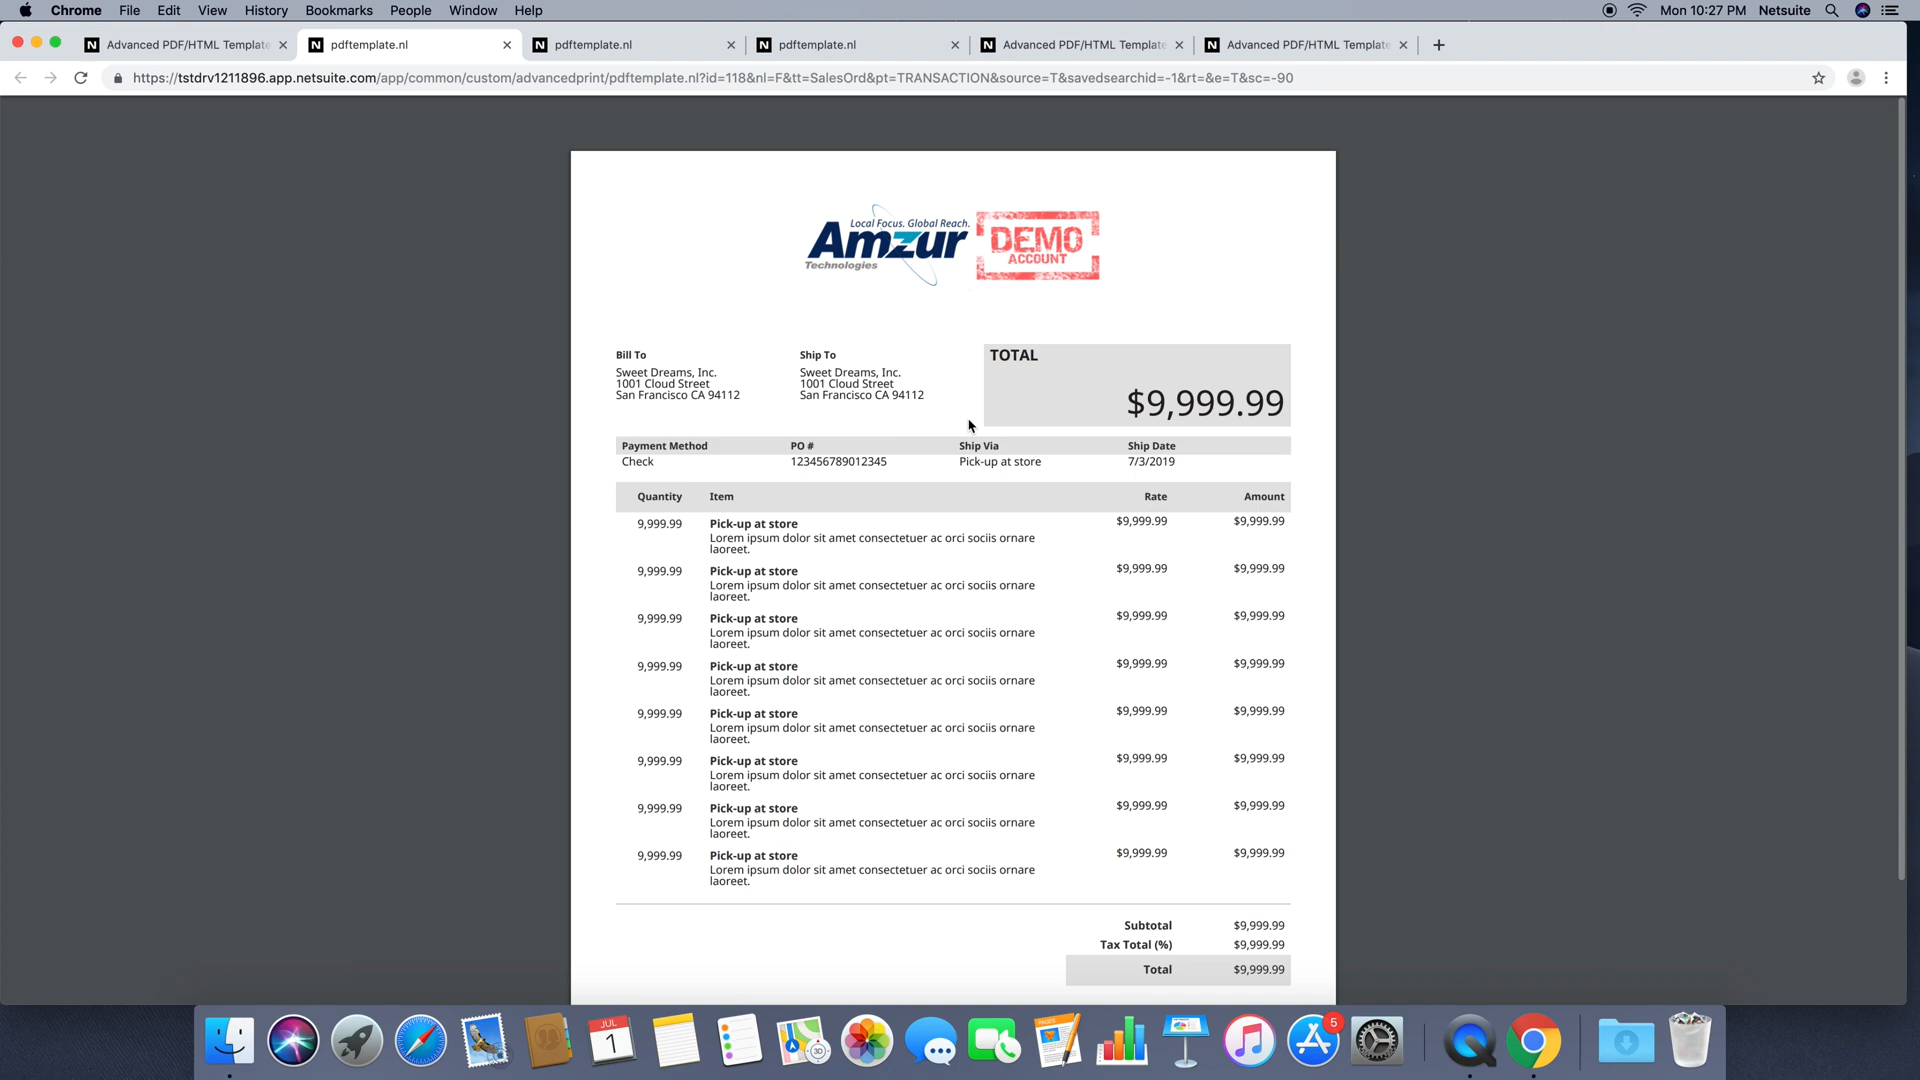 Chrome File Edit View History Bookmarks People Window Help Mon 10:27 PM Netsuite
Advanced PDF/HTML Template pdftemplate.nl pdftemplate.nl pdftemplate.nl Advanced PDF/HTML Template Advanced PDF/HTML Template
https://tstdrv1211896.app.netsuite.com/app/common/custom/advancedprint/pdftemplate.nl?id=118&nl=F&tt=SalesOrd&pt=TRANSACTION&source=T&savedsearchid=-1&rt=&e=T&sc=-90
Local Focus. Global Reach.
Amzur
Technologies
DEMO
ACCOUNT
Bill To Ship To TOTAL
Sweet Dreams, Inc. Sweet Dreams, Inc.
1001 Cloud Street 1001 Cloud Street
San Francisco CA 94112 San Francisco CA 94112
$9,999.99
Payment Method PO # Ship Via Ship Date
Check 123456789012345 Pick-up at store 7/3/2019
Quantity Item Rate Amount
9,999.99 Pick-up at store $9,999.99 $9,999.99
Lorem ipsum dolor sit amet consectetuer ac orci sociis ornare
laoreet.
9,999.99 Pick-up at store $9,999.99 $9,999.99
Lorem ipsum dolor sit amet consectetuer ac orci sociis ornare
laoreet.
9,999.99 Pick-up at store $9,999.99 $9,999.99
Lorem ipsum dolor sit amet consectetuer ac orci sociis ornare
laoreet.
9,999.99 Pick-up at store $9,999.99 $9,999.99
Lorem ipsum dolor sit amet consectetuer ac orci sociis ornare
laoreet.
9,999.99 Pick-up at store $9,999.99 $9,999.99
Lorem ipsum dolor sit amet consectetuer ac orci sociis ornare
laoreet.
9,999.99 Pick-up at store $9,999.99 $9,999.99
Lorem ipsum dolor sit amet consectetuer ac orci sociis ornare
laoreet.
9,999.99 Pick-up at store $9,999.99 $9,999.99
Lorem ipsum dolor sit amet consectetuer ac orci sociis ornare
laoreet.
9,999.99 Pick-up at store $9,999.99 $9,999.99
Lorem ipsum dolor sit amet consectetuer ac orci sociis ornare
laoreet.
Subtotal $9,999.99
Tax Total (%) $9,999.99
Total $9,999.99
JUL
1
3D
PAGES
5